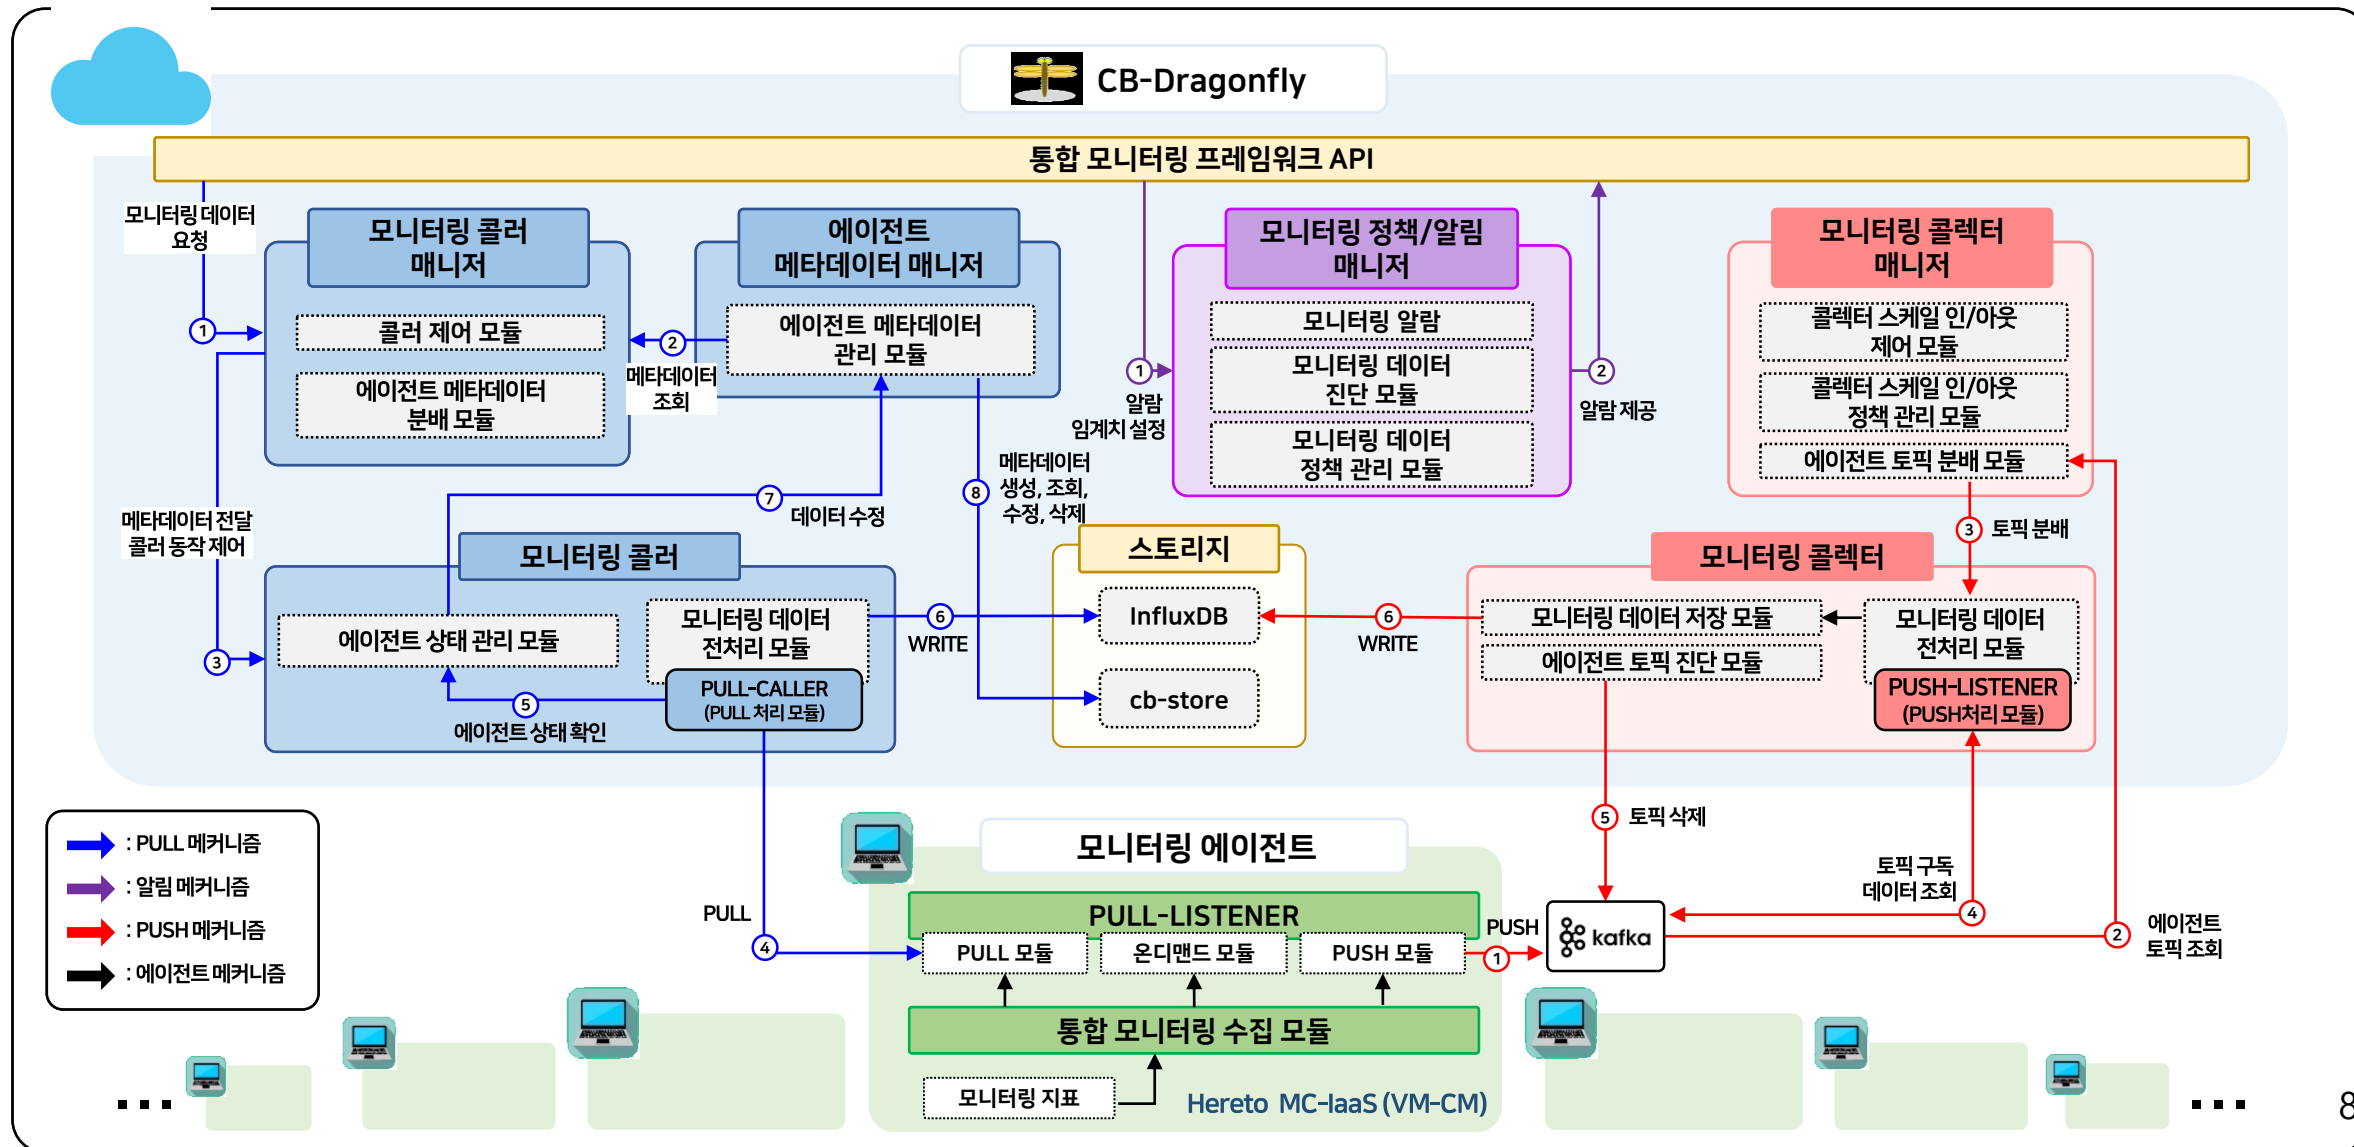 CB-Dragonfly
통합 모니터링 프레임워크 API
모니터링 데이터
요청
모니터링 콜러
매니저
에이전트
메타데이터 매니저
모니터링 정책/알림
매니저
모니터링 콜렉터
매니저
1
콜러 제어 모듈
에이전트 메타데이터
분배 모듈
2
메타데이터
조회
에이전트 메타데이터
관리 모듈
1
알람
임계치 설정
모니터링 알람
모니터링 데이터
진단 모듈
모니터링 데이터
정책 관리 모듈
2
알람 제공
콜렉터 스케일 인/아웃
제어 모듈
콜렉터 스케일 인/아웃
정책 관리 모듈
에이전트 토픽 분배 모듈
메타데이터 전달
콜러 동작 제어
7
데이터 수정
8
메타데이터
생성, 조회,
수정, 삭제
3
토픽 분배
모니터링 콜러
스토리지
모니터링 콜렉터
3
에이전트 상태 관리 모듈
모니터링 데이터
전처리 모듈
PULL-CALLER
(PULL 처리 모듈)
5
에이전트 상태 확인
6
WRITE
InfluxDB
cb-store
6
WRITE
모니터링 데이터 저장 모듈
에이전트 토픽 진단 모듈
모니터링 데이터
전처리 모듈
PUSH-LISTENER
(PUSH처리 모듈)
: PULL 메커니즘
: 알림 메커니즘
: PUSH 메커니즘
: 에이전트 메커니즘
PULL
4
모니터링 에이전트
PULL-LISTENER
PULL 모듈
온디맨드 모듈
PUSH 모듈
통합 모니터링 수집 모듈
모니터링 지표
Hereto MC-IaaS (VM-CM)
PUSH
1
kafka
5
토픽 삭제
토픽 구독
데이터 조회
4
2
에이전트
토픽 조회
...
...
8